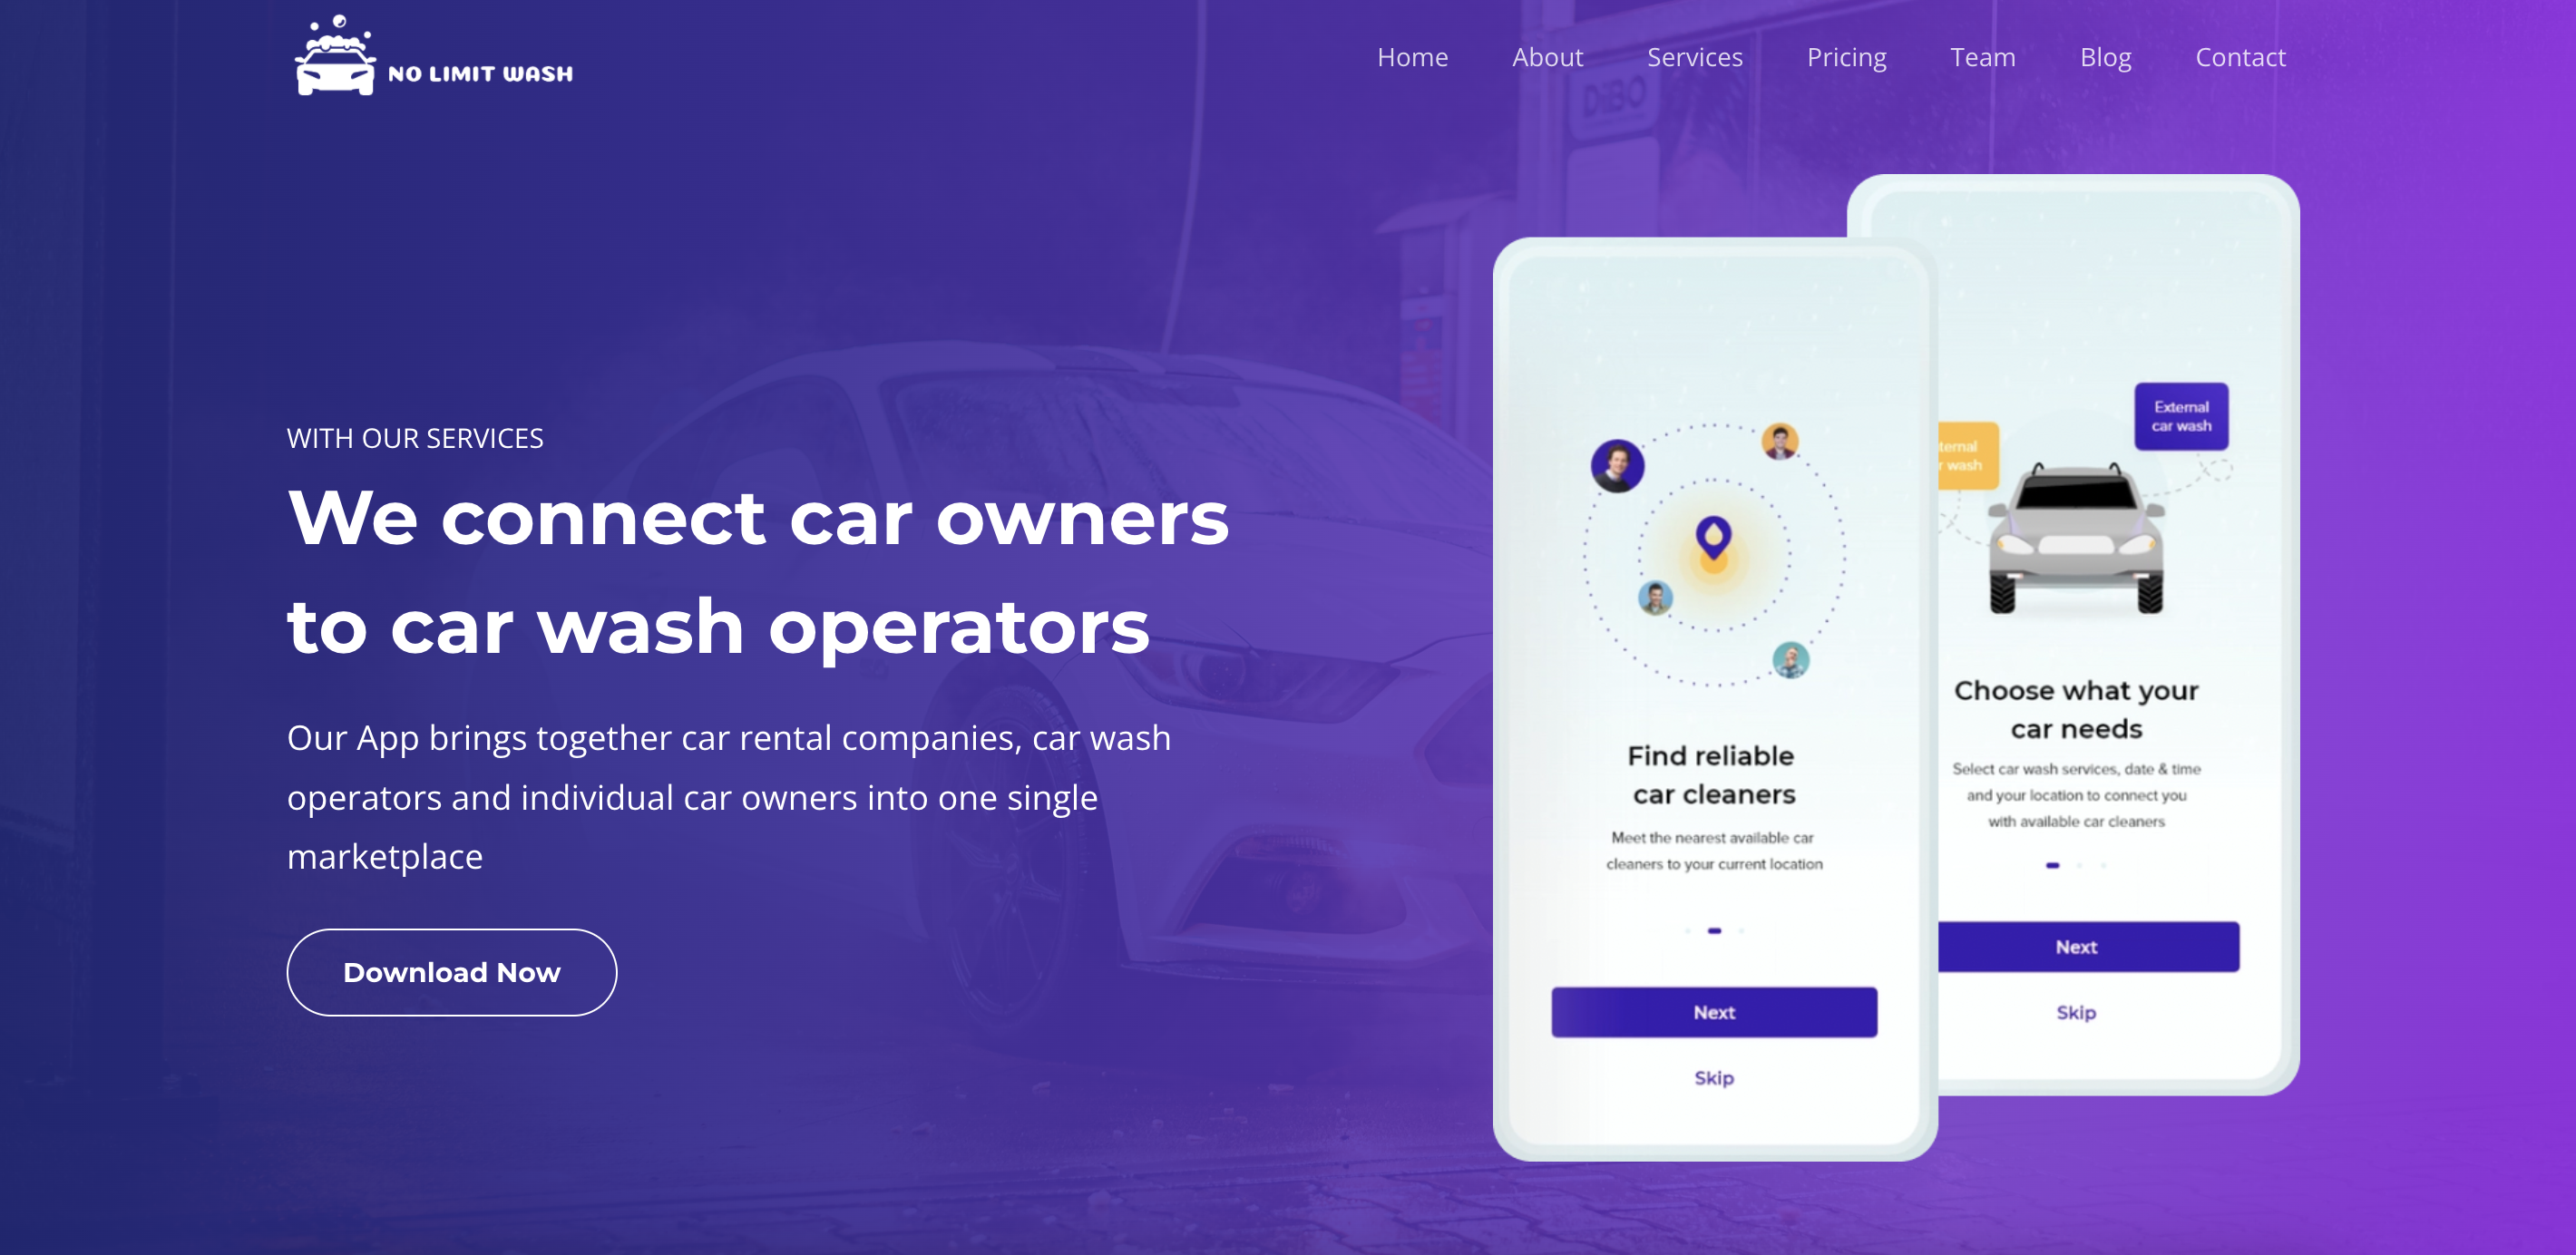 NO LIMIT WASH
Home
About
Services
Pricing
Team
Blog
Contact
DiBO
WITH OUR SERVICES
We connect car owners
to car wash operators
Our App brings together car rental companies, car wash
operators and individual car owners into one single
marketplace
Download Now
Find reliable
car cleaners
Meet the nearest available car
cleaners to your current location
Next
Skip
External
car wash
wash
Choose what your
car needs
Select car wash services, date & time
and your location to connect you
with available car cleaners
Next
Skip